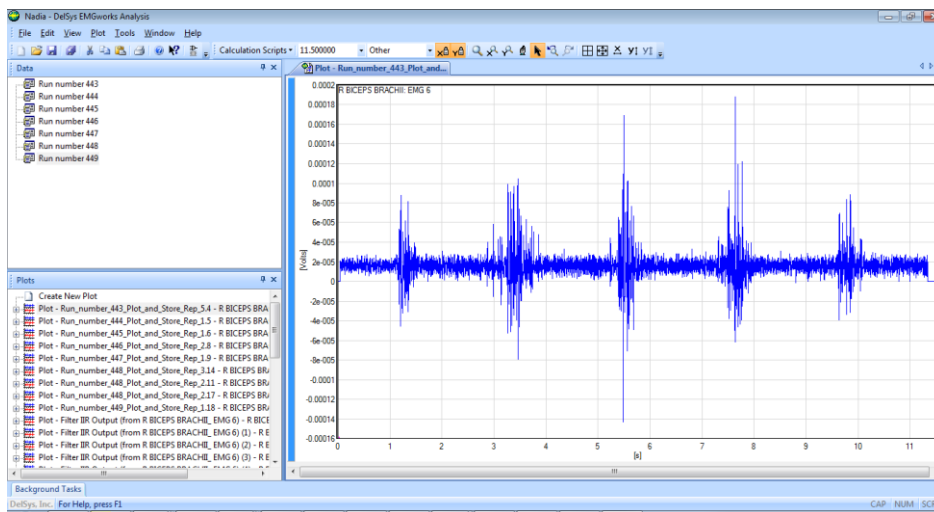 Nadia - DelSys EMGworks Analysis
File Edit View Plot Tools Window Help
Calculation Scripts 11.500000 Other
Data
Plot - Run_number_443_Plot_and...
Run number 443
Run number 444
Run number 445
Run number 446
Run number 447
Run number 448
Run number 449
R BICEPS BRACHII: EMG 6
0.0002
0.00018
0.00016
0.00014
0.00012
0.0001
8e-005
6e-005
4e-005
2e-005
0
-2e-005
-4e-005
-6e-005
-8e-005
-0.0001
-0.00012
-0.00014
-0.00016
[Volts]
0 1 2 3 4 5 6 7 8 9 10 11
[s]
Plots
Create New Plot
Plot - Run_number_443_Plot_and_Store_Rep_5.4 - R BICEPS BRA
Plot - Run_number_444_Plot_and_Store_Rep_1.5 - R BICEPS BRA
Plot - Run_number_445_Plot_and_Store_Rep_1.6 - R BICEPS BRA
Plot - Run_number_446_Plot_and_Store_Rep_2.8 - R BICEPS BRA
Plot - Run_number_447_Plot_and_Store_Rep_1.9 - R BICEPS BRA
Plot - Run_number_448_Plot_and_Store_Rep_3.14 - R BICEPS BR
Plot - Run_number_448_Plot_and_Store_Rep_2.11 - R BICEPS BR
Plot - Run_number_448_Plot_and_Store_Rep_2.17 - R BICEPS BR
Plot - Run_number_449_Plot_and_Store_Rep_1.18 - R BICEPS BR
Plot - Filter IIR Output (from R BICEPS BRACHII_ EMG 6) - R BICE
Plot - Filter IIR Output (from R BICEPS BRACHII_ EMG 6) (1) - R E
Plot - Filter IIR Output (from R BICEPS BRACHII_ EMG 6) (2) - R E
Plot - Filter IIR Output (from R BICEPS BRACHII_ EMG 6) (3) - R E
Background Tasks
DelSys, Inc. For Help, press F1
CAP NUM SC